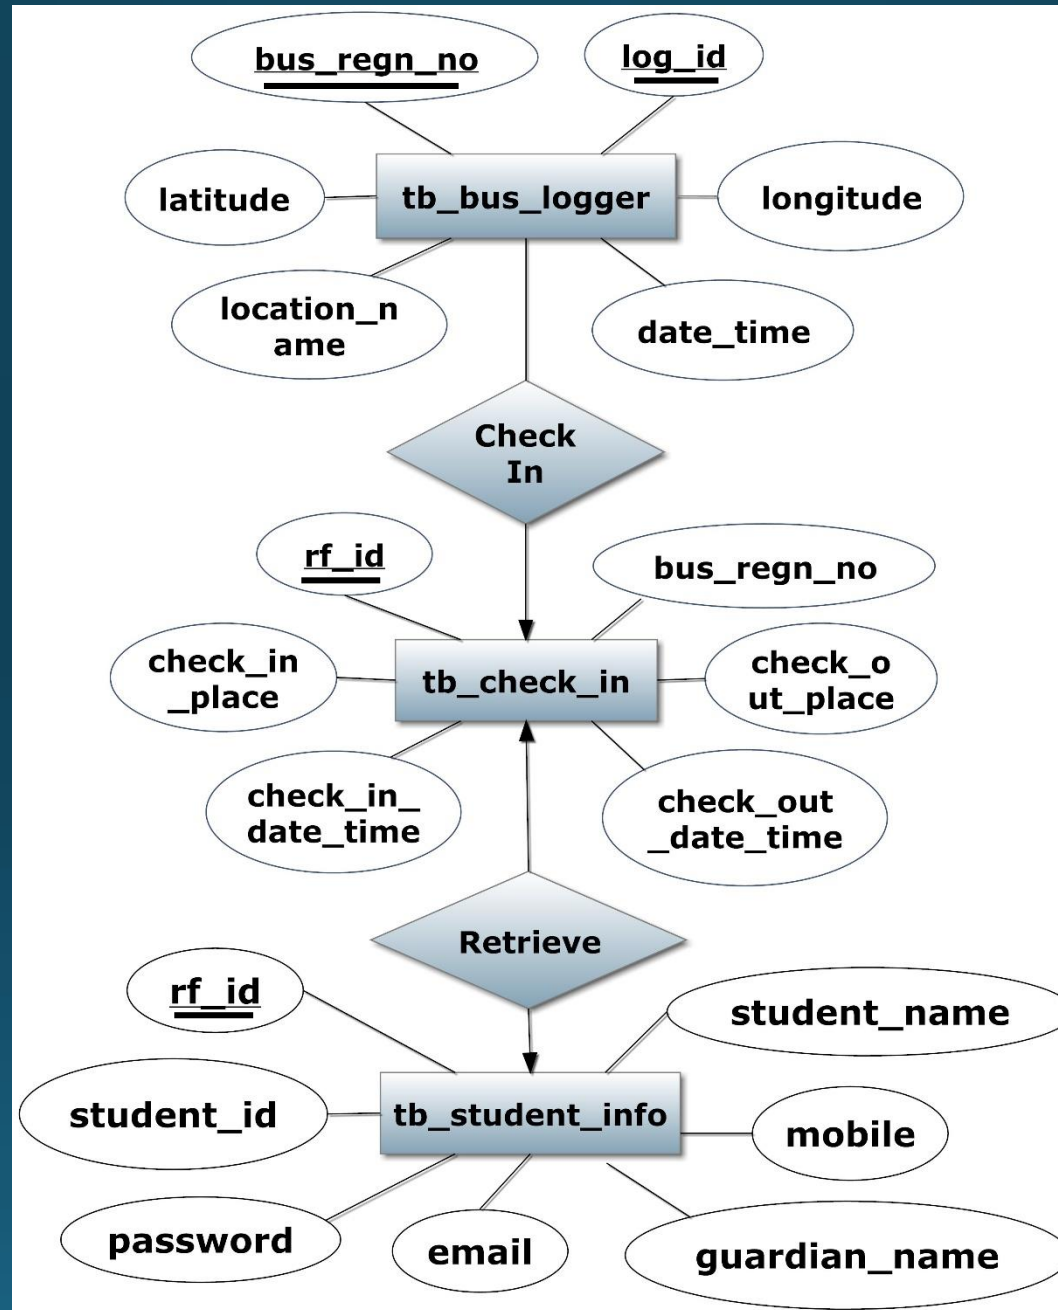 bus_regn_no
log_id
latitude
tb_bus_logger
longitude
location_n
ame
date_time
Check
In
rf_id
bus_regn_no
check_in
_place
tb_check_in
check_o
ut_place
check_in_
date_time
check_out
_date_time
Retrieve
rf_id
student_name
student_id
tb_student_info
mobile
password
email
guardian_name